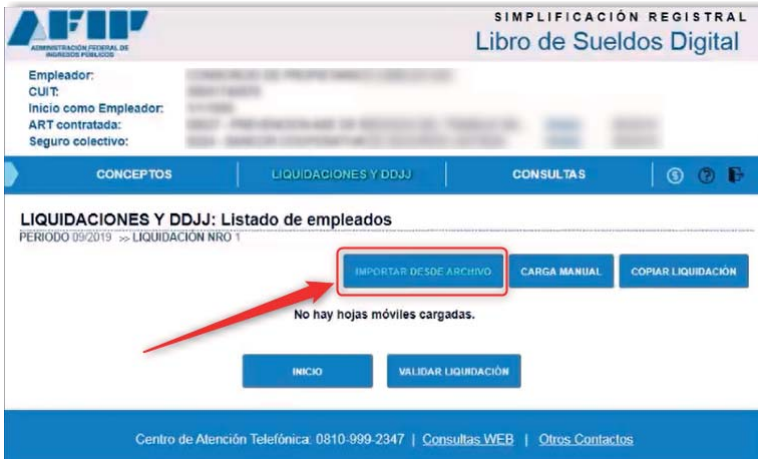 AFIP
ADMINISTRACIÓN FEDERAL DE
INGRESOS PÚBLICOS
SIMPLIFICACIÓN REGISTRAL
Libro de Sueldos Digital
Empleador:
CUIT:
Inicio como Empleador:
ART contratada:
Seguro colectivo:
CONCEPTOS
LIQUIDACIONES Y DDJJ
CONSULTAS
LIQUIDACIONES Y DDJJ: Listado de empleados
PERIODO 09/2019 >> LIQUIDACIÓN NRO 1
IMPORTAR DESDE ARCHIVO
CARGA MANUAL
COPIAR LIQUIDACIÓN
No hay hojas móviles cargadas.
INICIO
VALIDAR LIQUIDACIÓN
Centro de Atención Telefónica: 0810-999-2347 | Consultas WEB | Otros Contactos